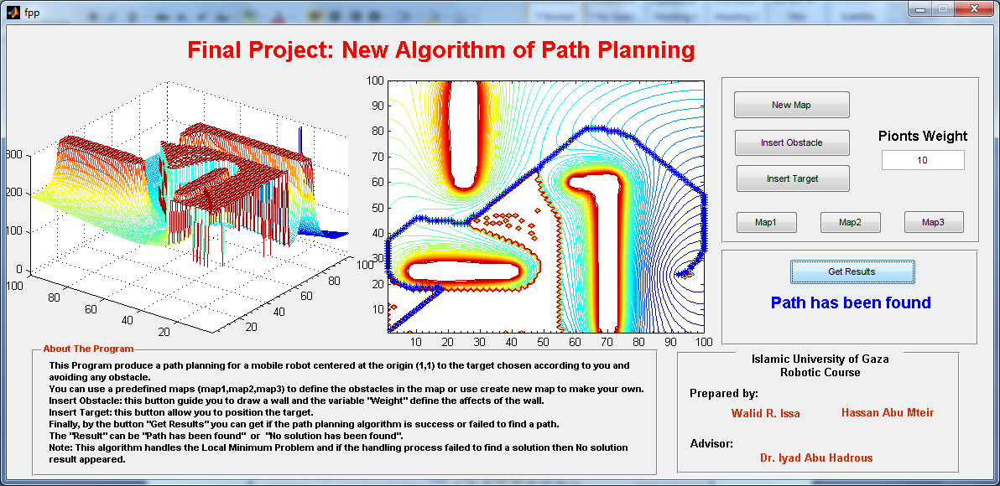 fpp
Final Project: New Algorithm of Path Planning
300
200
100
0
100
80
60
40
20
20
40
60
80
100
100
90
80
70
60
50
40
30
20
10
10 20 30 40 50 60 70 80 90 100
New Map
Insert Obstacle
Insert Target
Pionts Weight
10
Map1 Map2 Map3
Get Results
Path has been found
About The Program
This Program produce a path planning for a mobile robot centered at the origin (1,1) to the target chosen according to you and
avoiding any obstacle.
You can use a predefined maps (map1,map2,map3) to define the obstacles in the map or use create new map to make your own.
Insert Obstacle: this button guide you to draw a wall and the variable "Weight" define the affects of the wall.
Insert Target: this button allow you to position the target.
Finally, by the button "Get Results" you can get if the path planning algorithm is success or failed to find a path.
The "Result" can be "Path has been found" or "No solution has been found".
Note: This algorithm handles the Local Minimum Problem and if the handling process failed to find a solution then No solution
result appeared.
Islamic University of Gaza
Robotic Course
Prepared by:
Walid R. Issa Hassan Abu Mteir
Advisor:
Dr. Iyad Abu Hadrous